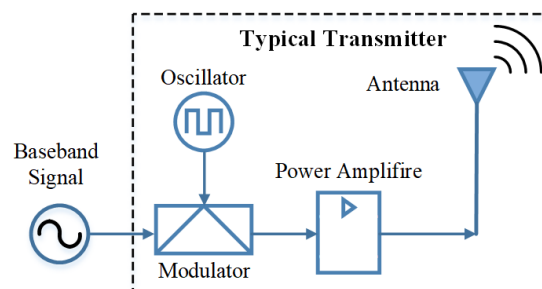 Typical Transmitter
Oscillator
Antenna
Baseband
Signal
Power Amplifire
Modulator